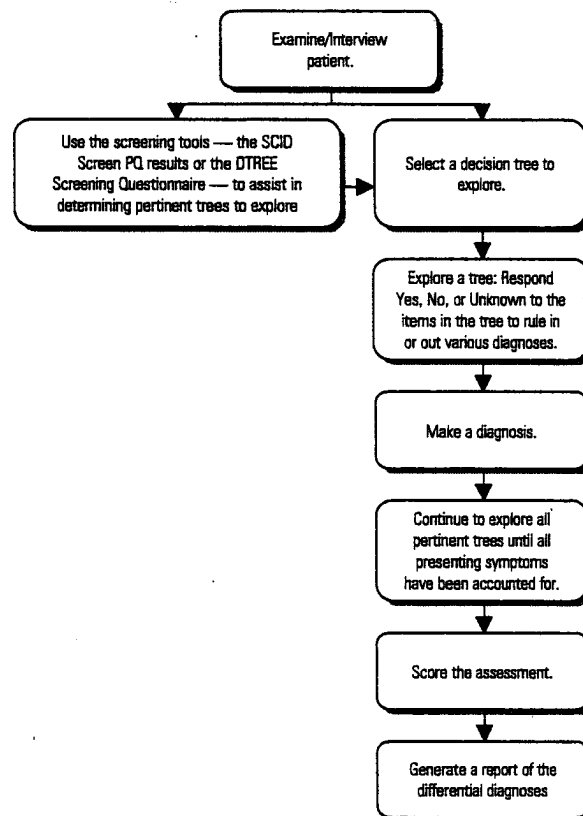 Examine/Interview
patient.
Use the screening tools — the SCID
Screen PQ results or the DTREE
Screening Questionnaire — to assist in
determining pertinent trees to explore
Select a decision tree to
explore.
Explore a tree: Respond
Yes, No, or Unknown to the
items in the tree to rule in
or out various diagnoses.
Make a diagnosis.
Continue to explore all
pertinent trees until all
presenting symptoms
have been accounted for.
Score the assessment.
Generate a report of the
differential diagnoses